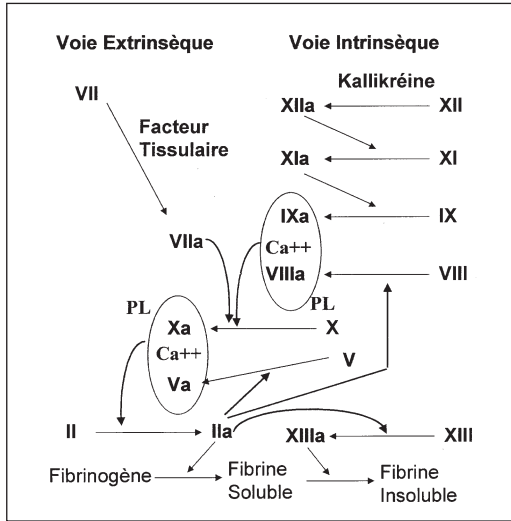 Voie Extrinsèque Voie Intrinsèque
Kallikréine
VII XIIa XII
Facteur
Tissulaire
XIa XI
IXa IX
VIIa Ca++
VIIIa VIII
PL PL
Xa X
Ca++ V
Va
II IIa XIIIa XIII
Fibrinogène Fibrine Fibrine
Soluble Insoluble